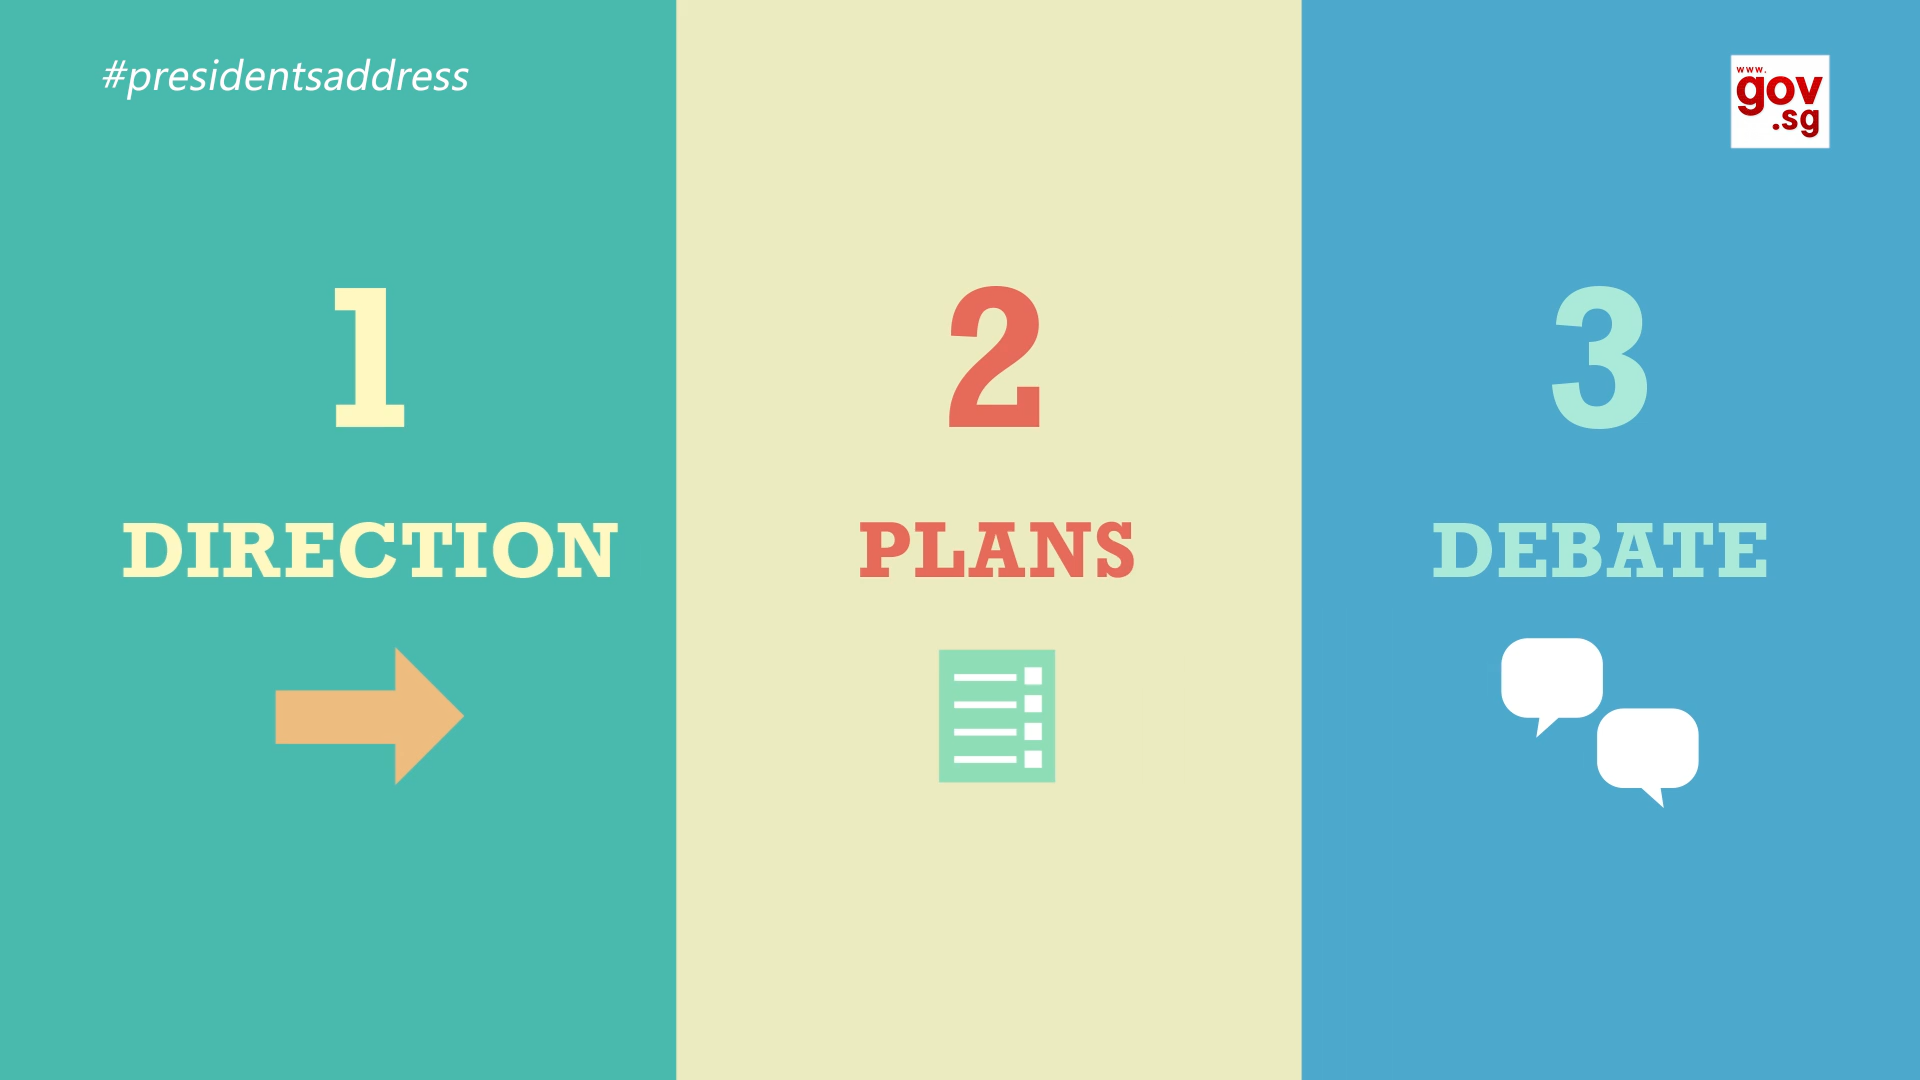 #presidentsaddress
www.
gov
.sg
1
DIRECTION
2
PLANS
3
DEBATE